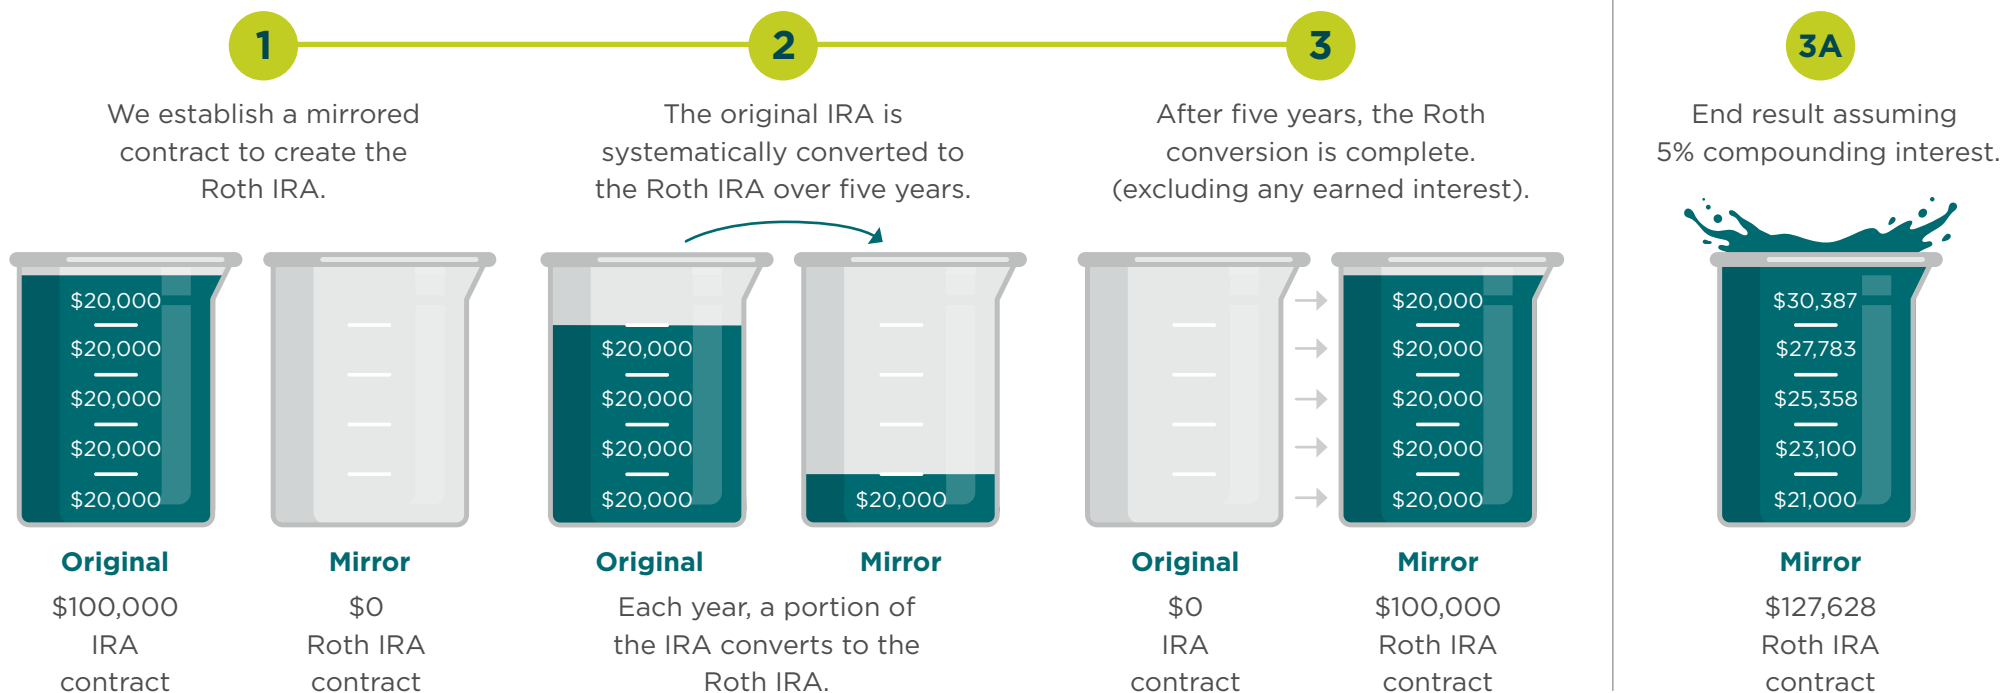 1
We establish a mirrored
contract to create the
Roth IRA.
$20,000
$20,000
$20,000
$20,000
$20,000
Original
$100,000
IRA
contract
Mirror
$0
Roth IRA
contract
2
The original IRA is
systematically converted to
the Roth IRA over five years.
$20,000
$20,000
$20,000
$20,000
Original
$20,000
Mirror
Each year, a portion of
the IRA converts to the
Roth IRA.
3
After five years, the Roth
conversion is complete.
(excluding any earned interest).
Original
$0
IRA
contract
$20,000
$20,000
$20,000
$20,000
$20,000
Mirror
$100,000
Roth IRA
contract
3A
End result assuming
5% compounding interest.
$30,387
$27,783
$25,358
$23,100
$21,000
Mirror
$127,628
Roth IRA
contract